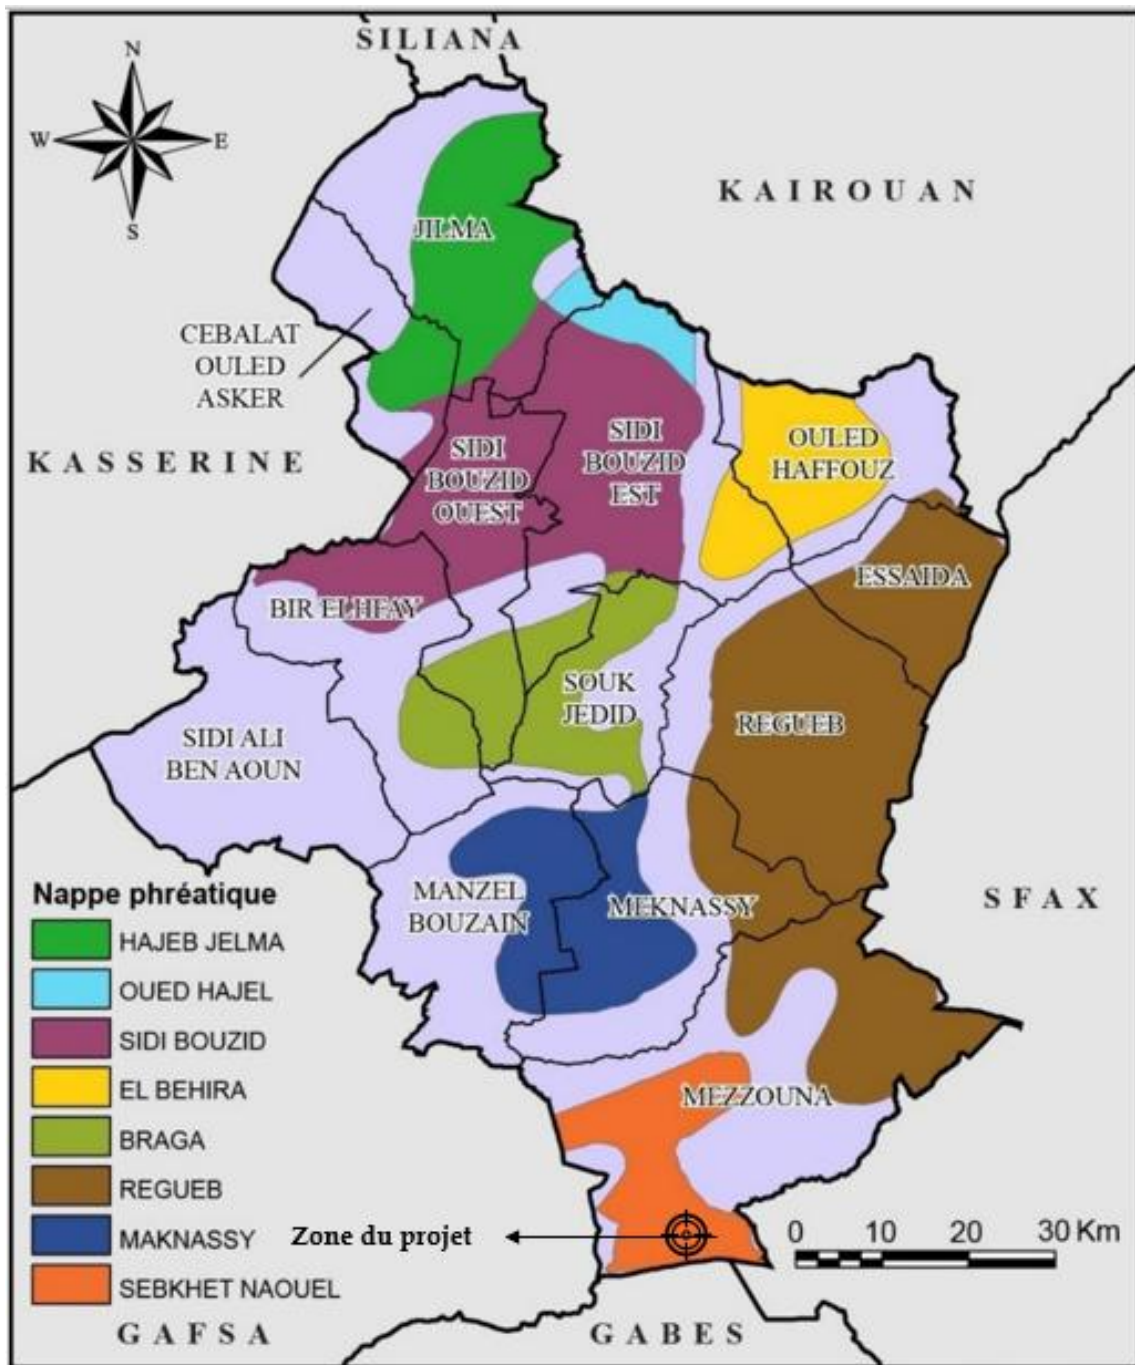 SILIANA
N
W
E
S
KAIROUAN
JILMA
CEBALAT
OULED
ASKER
KASSERINE
SIDI
BOUZID
OUEST
SIDI
BOUZID
EST
OULED
HAFFOUZ
ESSAIDA
BIR ELHFAY
SOUK
JEDID
REGUEB
SIDI ALI
BEN AOUN
MANZEL
BOUZAIN
MEKNASSY
SFAX
MEZZOUNA
Nappe phréatique
HAJEB JELMA
OUED HAJEL
SIDI BOUZID
EL BEHIRA
BRAGA
REGUEB
MAKNASSY
SEBKHET NAOUEL
Zone du projet
0 10 20 30 Km
GAFSA
GABES